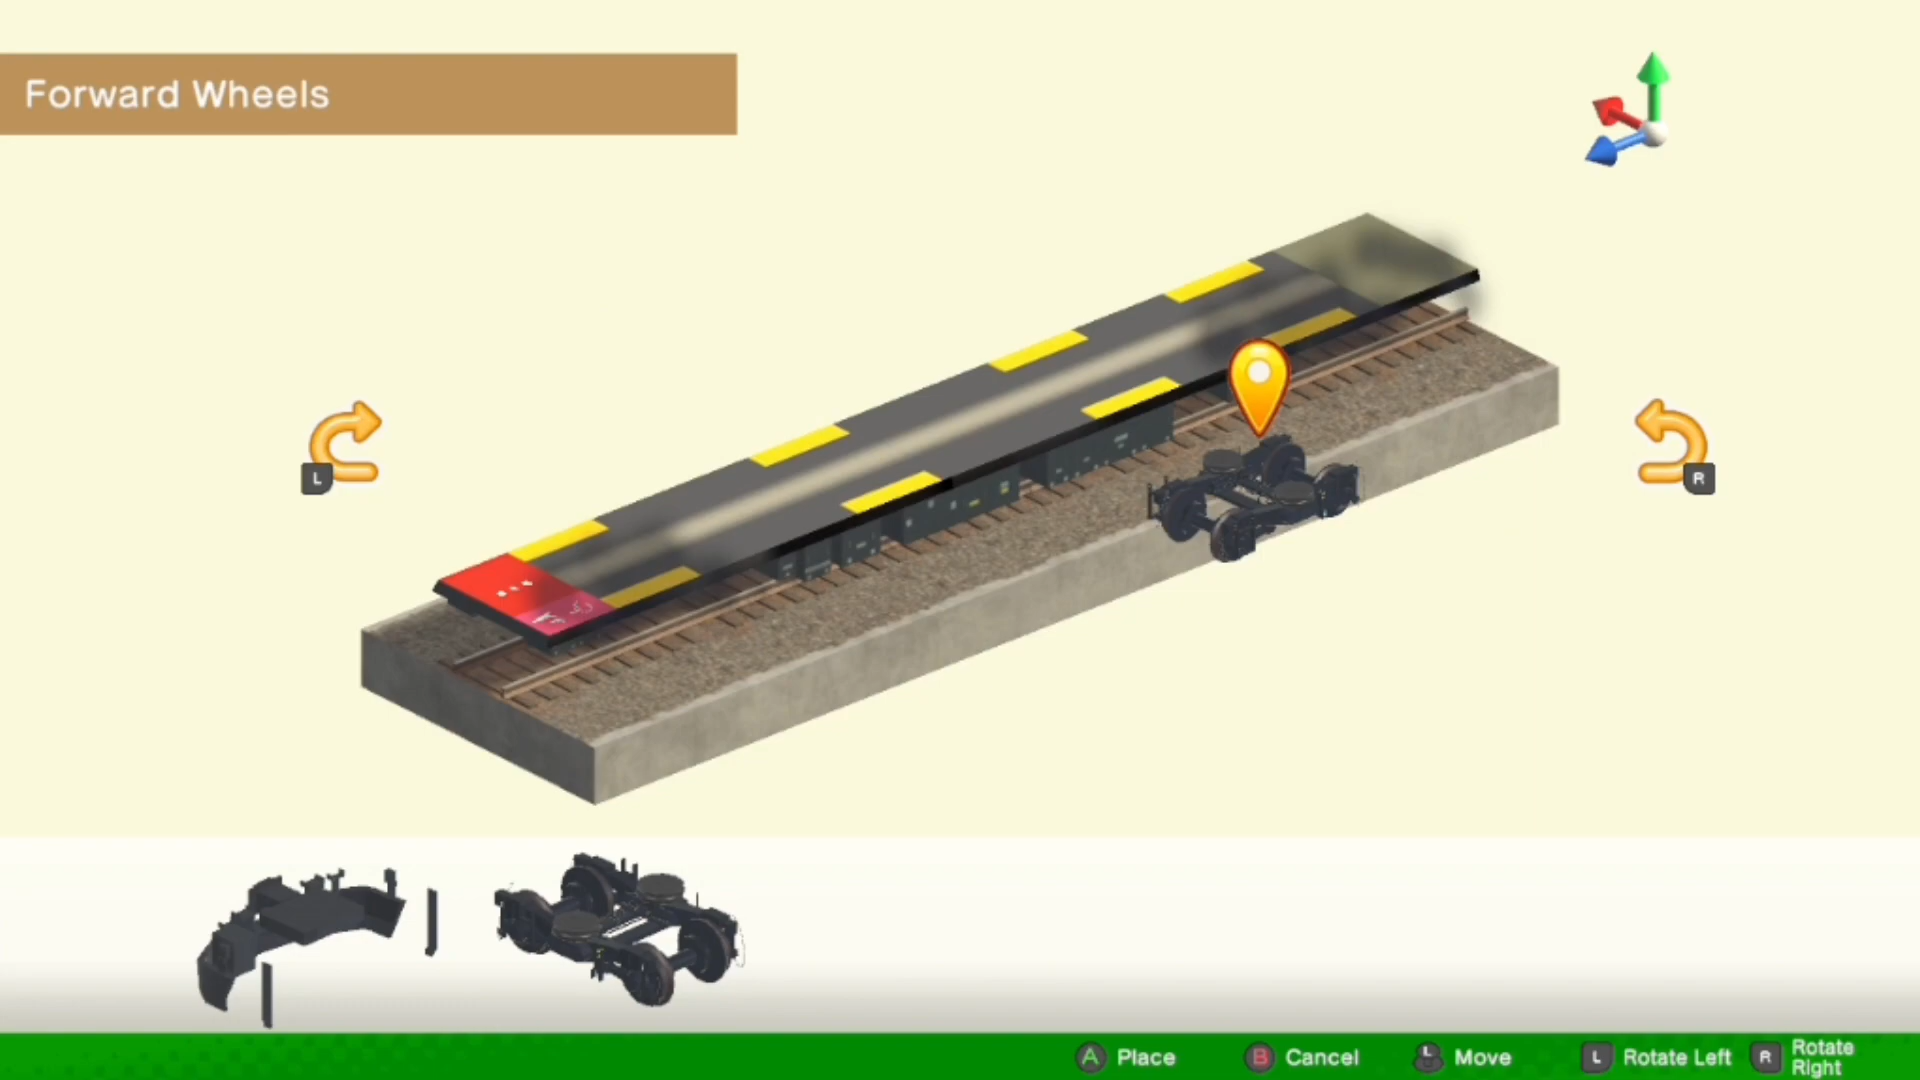 Forward Wheels
L
R
A Place
B Cancel
L Move
L Rotate Left
R Rotate
Right